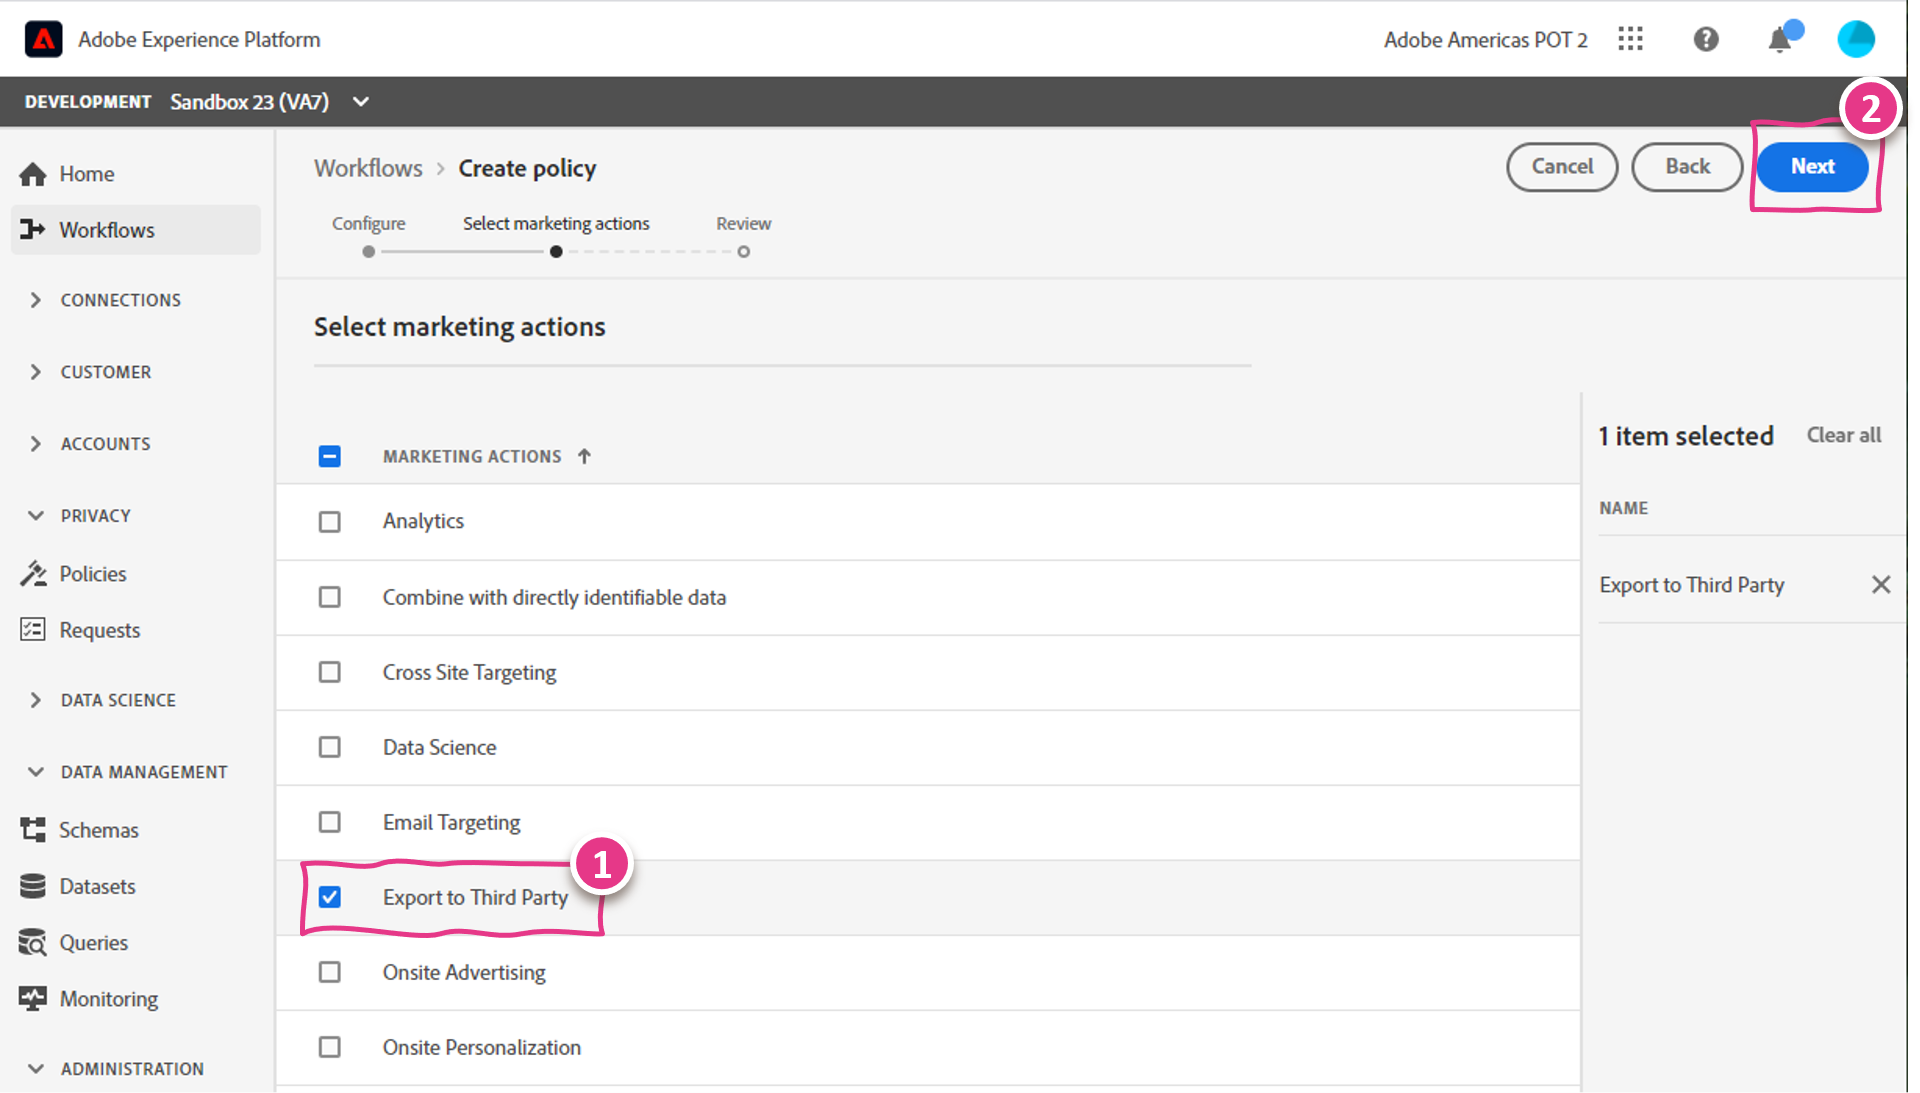 Adobe Experience Platform
Adobe Americas POT 2
DEVELOPMENT Sandbox 23 (VA7)
2
Home
Workflows
CONNECTIONS
CUSTOMER
ACCOUNTS
PRIVACY
Policies
Requests
DATA SCIENCE
DATA MANAGEMENT
Schemas
Datasets
Queries
Monitoring
ADMINISTRATION
Workflows > Create policy
Cancel Back Next
Configure Select marketing actions Review
Select marketing actions
MARKETING ACTIONS
Analytics
Combine with directly identifiable data
Cross Site Targeting
Data Science
Email Targeting
1
Export to Third Party
Onsite Advertising
Onsite Personalization
1 item selected Clear all
NAME
Export to Third Party